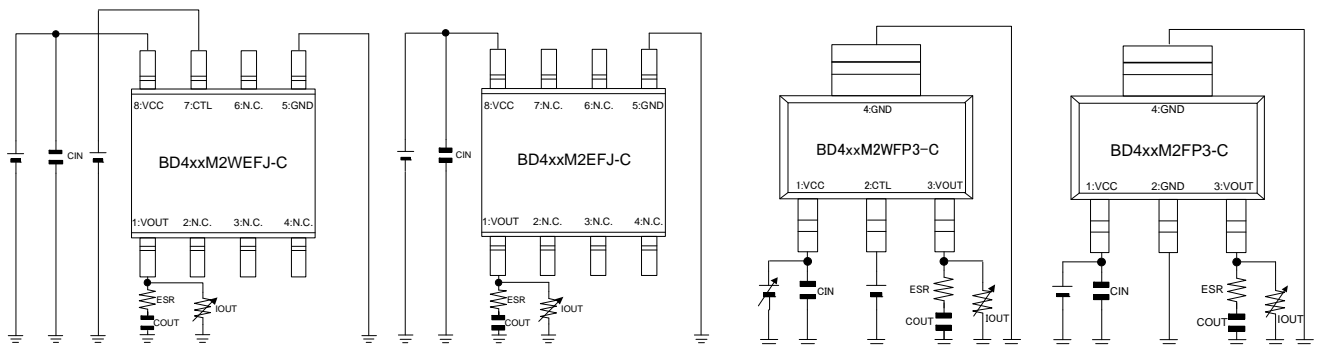 8:VCC 7:CTL 6:N.C. 5:GND
CIN
BD4xxM2WEFJ-C
1:VOUT 2:N.C. 3:N.C. 4:N.C.
ESR
COUT
IOUT
8:VCC 7:N.C. 6:N.C. 5:GND
CIN
BD4xxM2EFJ-C
1:VOUT 2:N.C. 3:N.C. 4:N.C.
ESR
COUT
IOUT
4:GND
BD4xxM2WFP3-C
1:VCC 2:CTL 3:VOUT
CIN
ESR
COUT
IOUT
4:GND
BD4xxM2FP3-C
1:VCC 2:GND 3:VOUT
CIN
ESR
COUT
IOUT